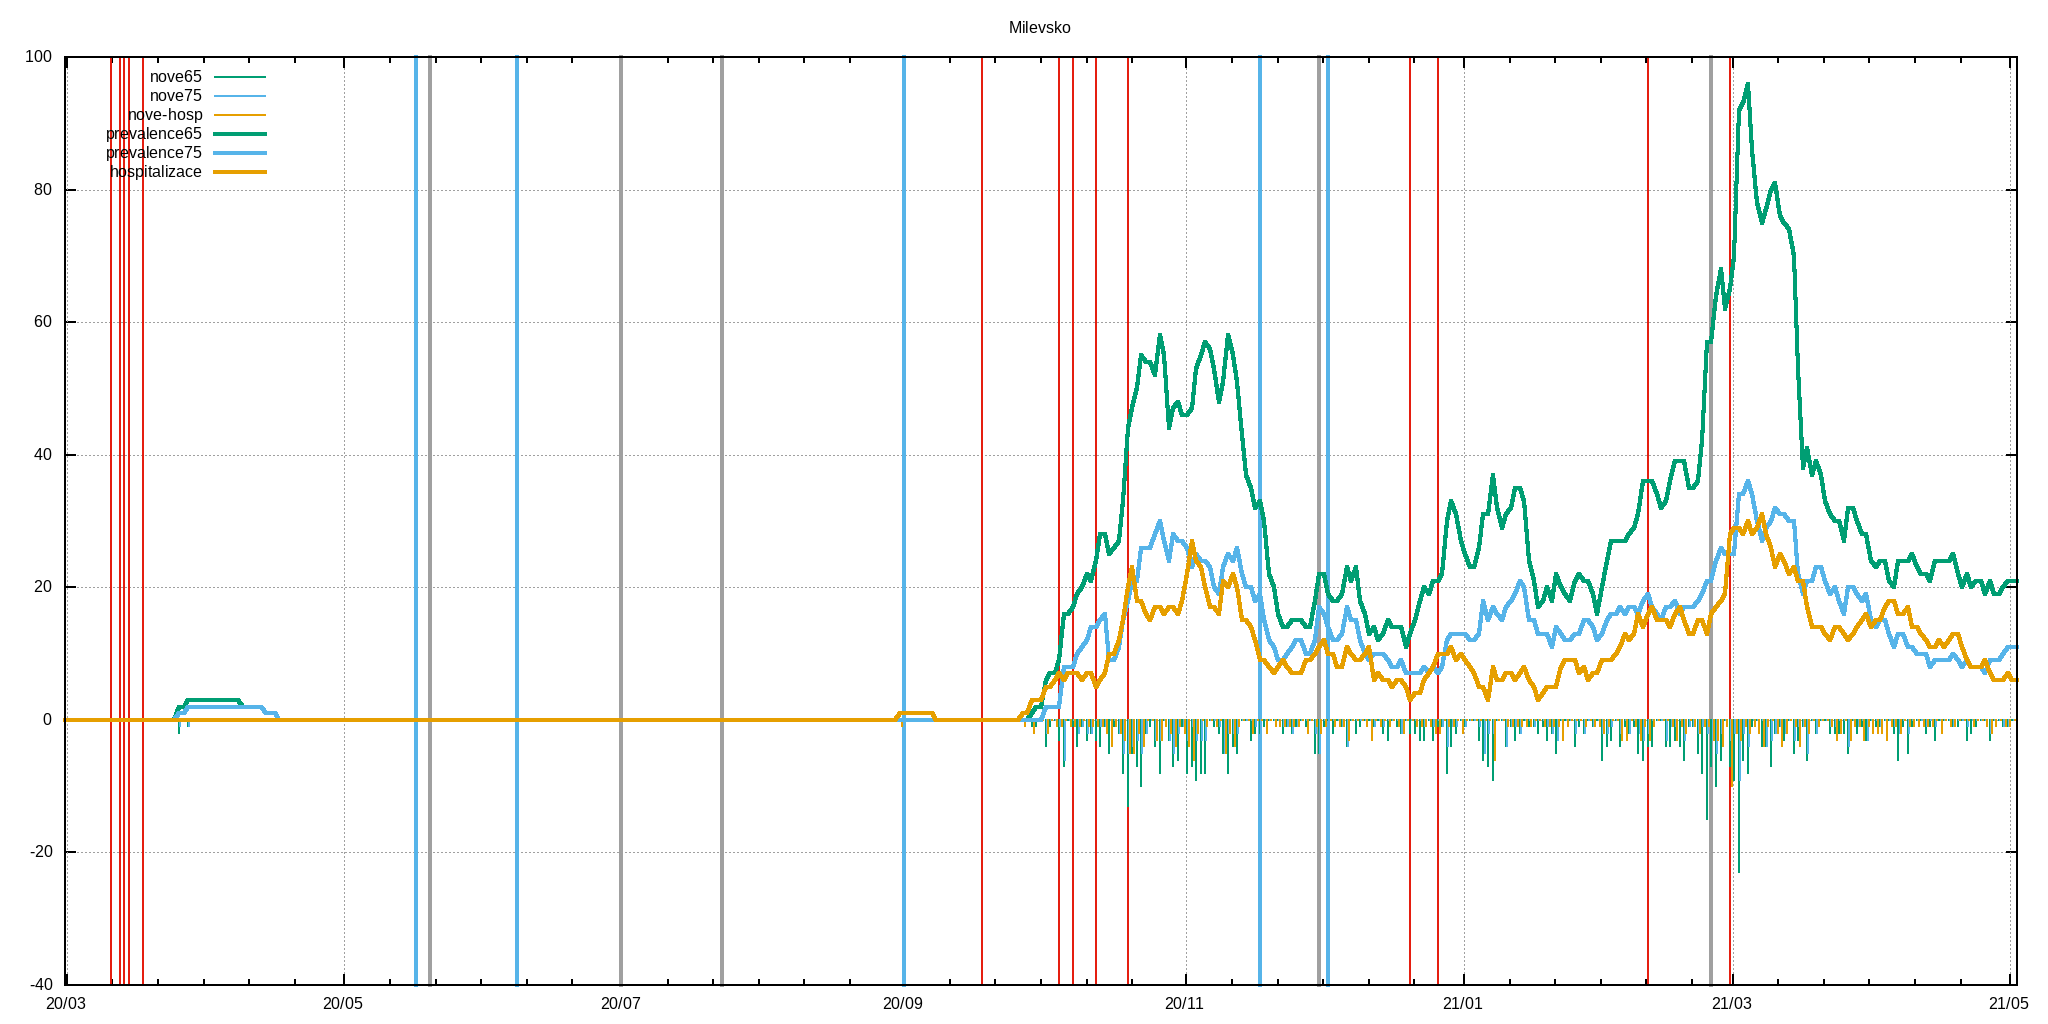 Milevsko
100
80
60
40
20
0
-20
-40
nove65
nove75
nove-hosp
prevalence65
prevalence75
hospitalizace
20/03 20/05 20/07 20/09 20/11 21/01 21/03 21/05